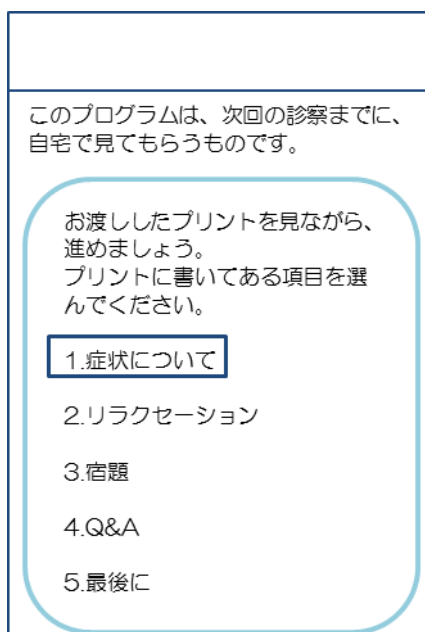 このプログラムは、次回の診察までに、
自宅で見てもらうものです。
お渡ししたプリントを見ながら、
進めましょう。
プリントに書いてある項目を選
んでください。
1.症状について
2.リラクセーション
3.宿題
4.Q&A
5.最後に